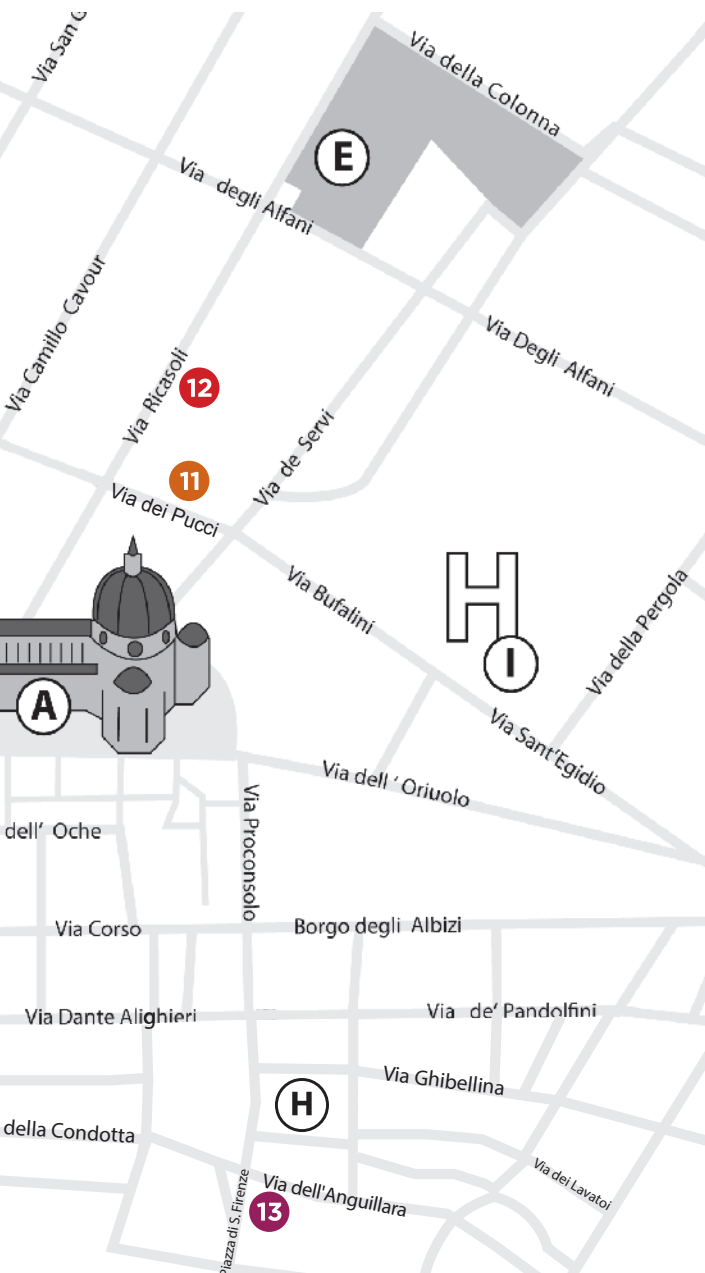 Via San G
Via della Colonna
E
Via degli Alfani
Via Camillo Cavour
Via Degli Alfani
Via Ricasoli
12
Via de Servi
11
Via dei Pucci
Via Bufalini
H
I
Via della Pergola
A
Via Sant'Egidio
Via dell ' Oriuolo
Via Proconsolo
dell' Oche
Via Corso
Borgo degli Albizi
Via Dante Alighieri
Via de' Pandolfini
Via Ghibellina
H
della Condotta
Via dei Lavatoi
Piazza di S. Firenze
Via dell'Anguillara
13